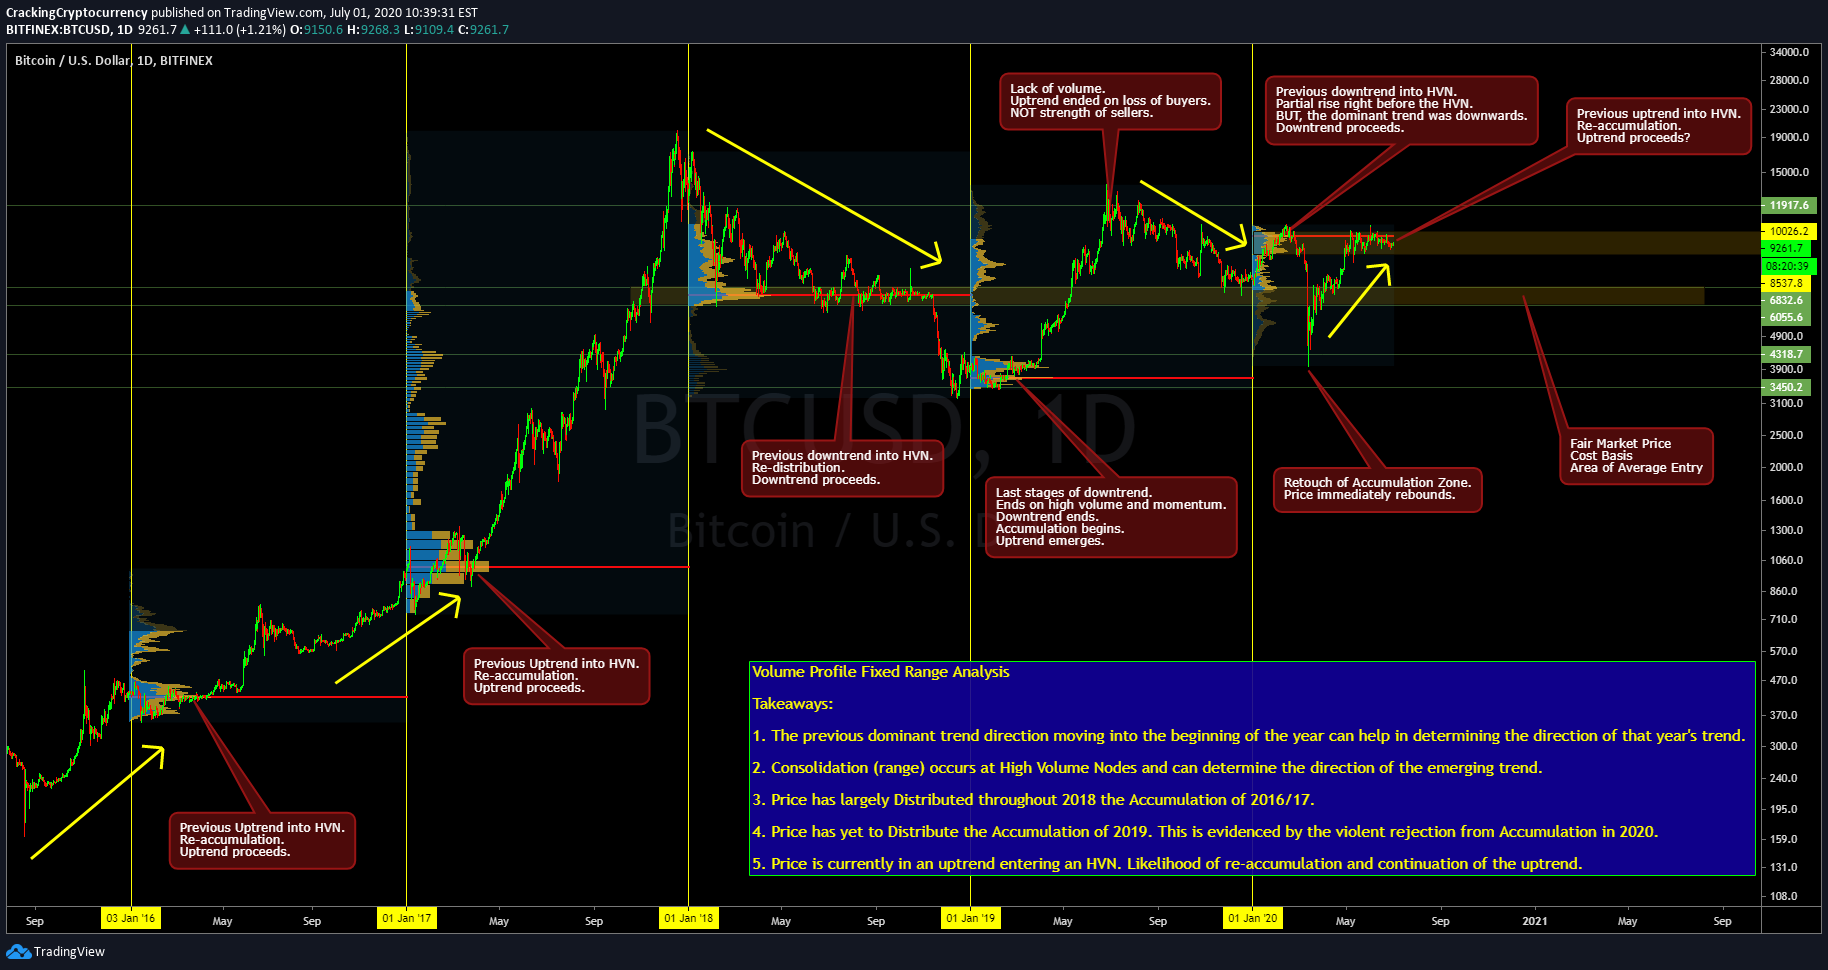 CrackingCryptocurrency published on TradingView.com, July 01, 2020 10:39:31 EST
BITFINEX:BTCUSD, 1D 9261.7 ▲ +111.0 (+1.21%) O:9150.6 H:9268.3 L:9109.4 C:9261.7
Bitcoin / U.S. Dollar, 1D, BITFINEX
Lack of volume.
Uptrend ended on loss of buyers.
NOT strength of sellers.
Previous downtrend into HVN.
Partial rise right before the HVN.
BUT, the dominant trend was downwards.
Downtrend proceeds.
Previous uptrend into HVN.
Re-accumulation.
Uptrend proceeds?
BTCUSD, 1D
Bitcoin / U.S. D
Previous downtrend into HVN.
Re-distribution.
Downtrend proceeds.
Last stages of downtrend.
Ends on high volume and momentum.
Downtrend ends.
Accumulation begins.
Uptrend emerges.
Retouch of Accumulation Zone.
Price immediately rebounds.
Fair Market Price
Cost Basis
Area of Average Entry
Previous Uptrend into HVN.
Re-accumulation.
Uptrend proceeds.
Previous Uptrend into HVN.
Re-accumulation.
Uptrend proceeds.
Volume Profile Fixed Range Analysis
Takeaways:
1. The previous dominant trend direction moving into the beginning of the year can help in determining the direction of that year's trend.
2. Consolidation (range) occurs at High Volume Nodes and can determine the direction of the emerging trend.
3. Price has largely Distributed throughout 2018 the Accumulation of 2016/17.
4. Price has yet to Distribute the Accumulation of 2019. This is evidenced by the violent rejection from Accumulation in 2020.
5. Price is currently in an uptrend entering an HVN. Likelihood of re-accumulation and continuation of the uptrend.
34000.0
28000.0
23000.0
19000.0
15000.0
11917.6
10026.2
9261.7
08:20:39
8537.8
6832.6
6055.6
4900.0
4318.7
3900.0
3450.2
3100.0
2500.0
2000.0
1600.0
1300.0
1060.0
860.0
710.0
570.0
470.0
370.0
300.0
240.0
195.0
159.0
131.0
108.0
Sep 03 Jan '16 May Sep 01 Jan '17 May Sep 01 Jan '18 May Sep 01 Jan '19 May Sep 01 Jan '20 May Sep 2021 May Sep
TradingView